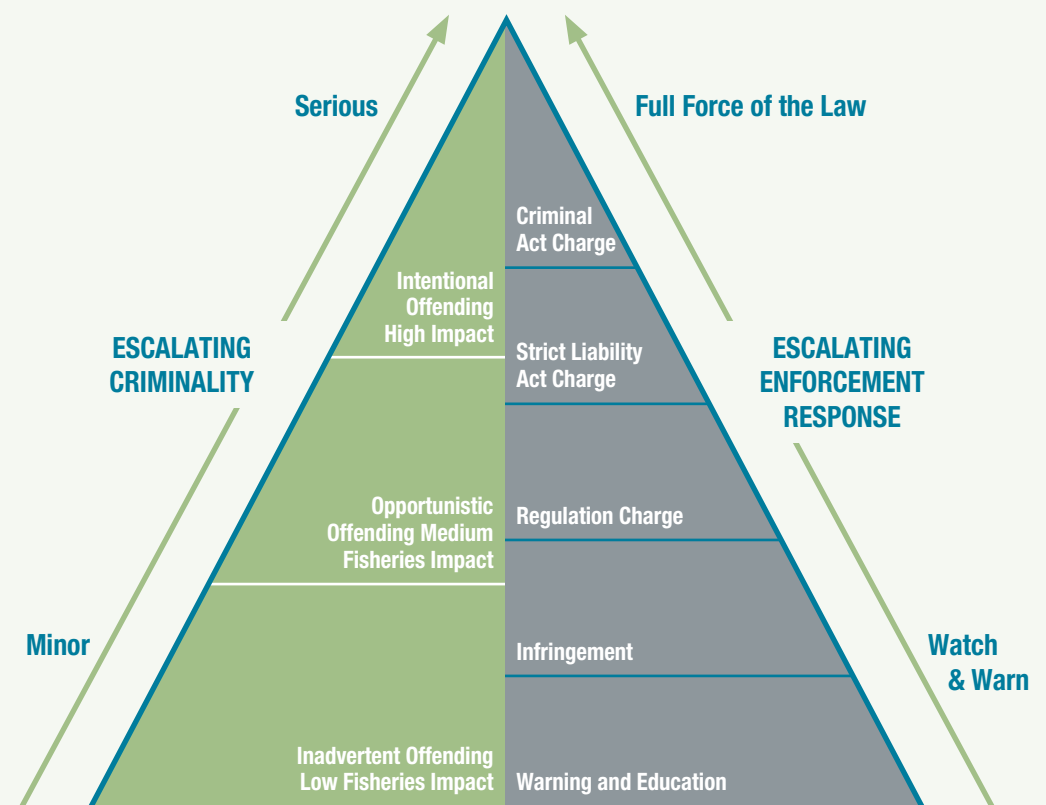 Serious
Full Force of the Law
Criminal
Act Charge
Intentional
Offending
High Impact
ESCALATING
CRIMINALITY
Strict Liability
Act Charge
ESCALATING
ENFORCEMENT
RESPONSE
Opportunistic
Offending Medium
Fisheries Impact
Regulation Charge
Minor
Infringement
Watch
& Warn
Inadvertent Offending
Low Fisheries Impact
Warning and Education